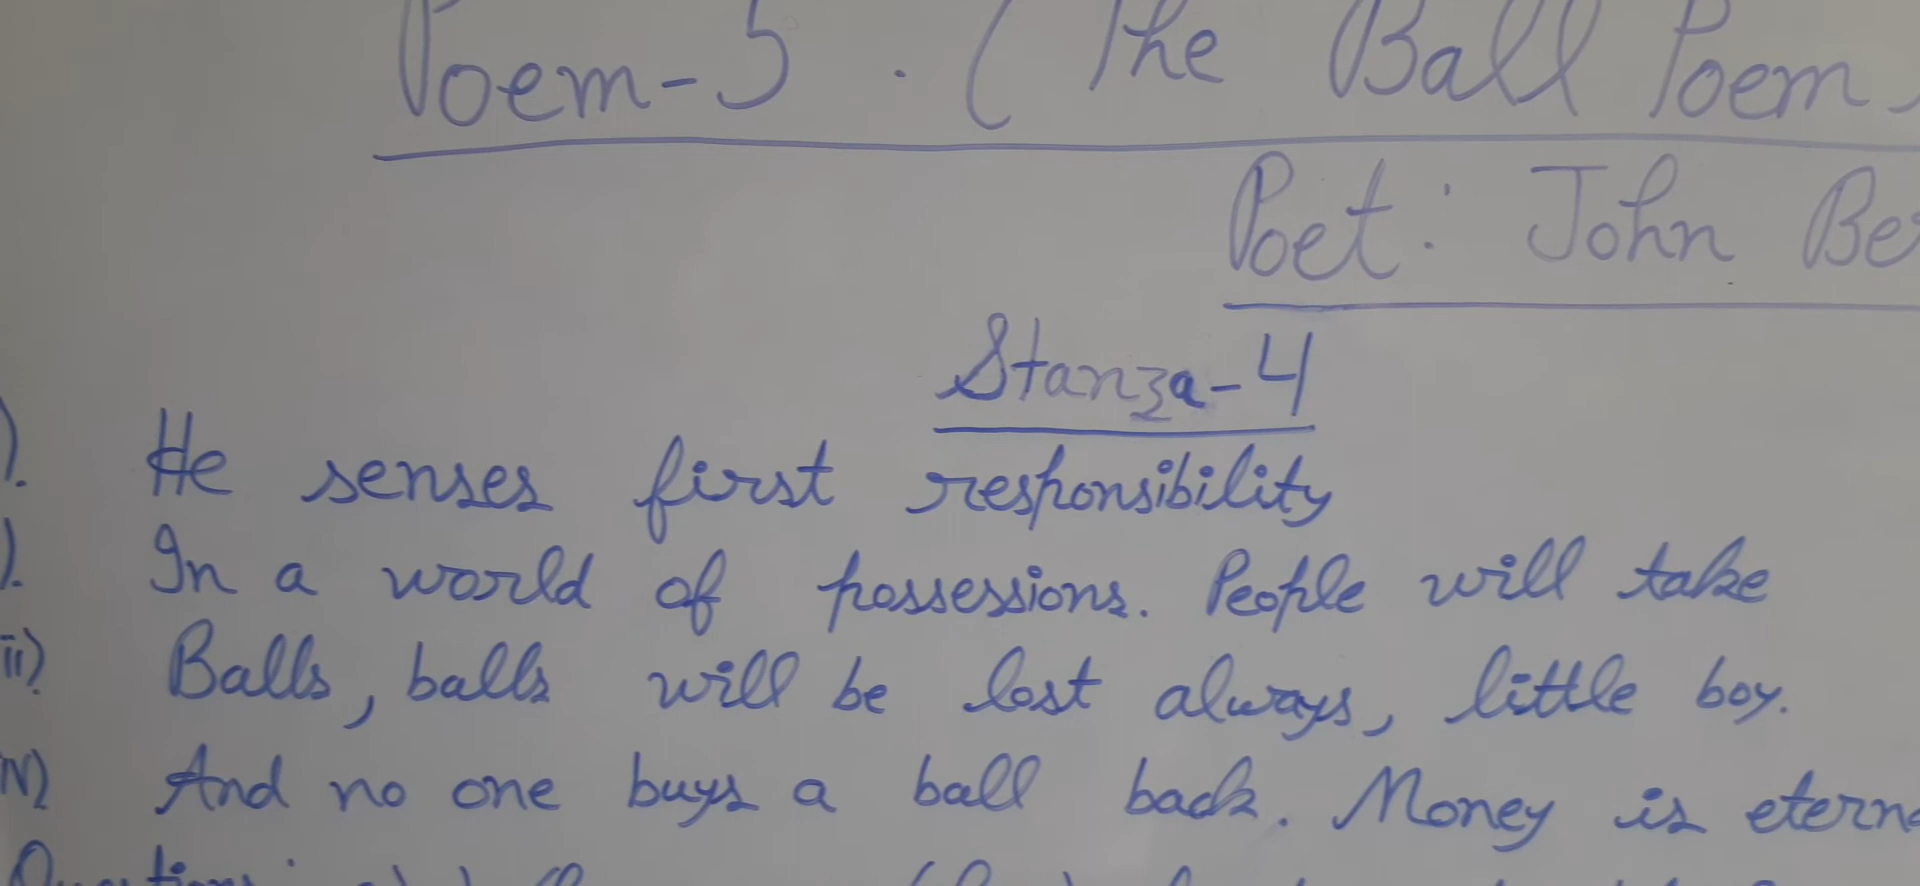 Poem-5. (The Ball Poem)
Poet: John
Stanza-4
). He senses first responsibility
). In a world of possessions. People will take
ii) Balls, balls will be lost always, little boy.
iv) And no one buys a ball back. Money is